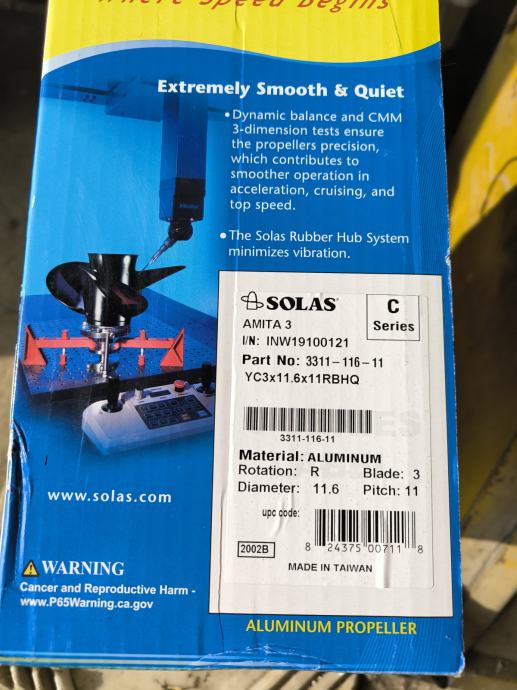 Where Speed Begins
Extremely Smooth & Quiet
• Dynamic balance and CMM
3-dimension tests ensure
the propellers precision,
which contributes to
smoother operation in
acceleration, cruising, and
top speed.
• The Solas Rubber Hub System
minimizes vibration.
SOLAS®
C
Series
AMITA 3
I/N: INW19100121
Part No: 3311-116-11
YC3x11.6x11RBHQ
3311-116-11
Material: ALUMINUM
Rotation: R Blade: 3
Diameter: 11.6 Pitch: 11
upc code:
2002B
8 24375 00711 8
MADE IN TAIWAN
www.solas.com
WARNING
Cancer and Reproductive Harm -
www.P65Warning.ca.gov
ALUMINUM PROPELLER